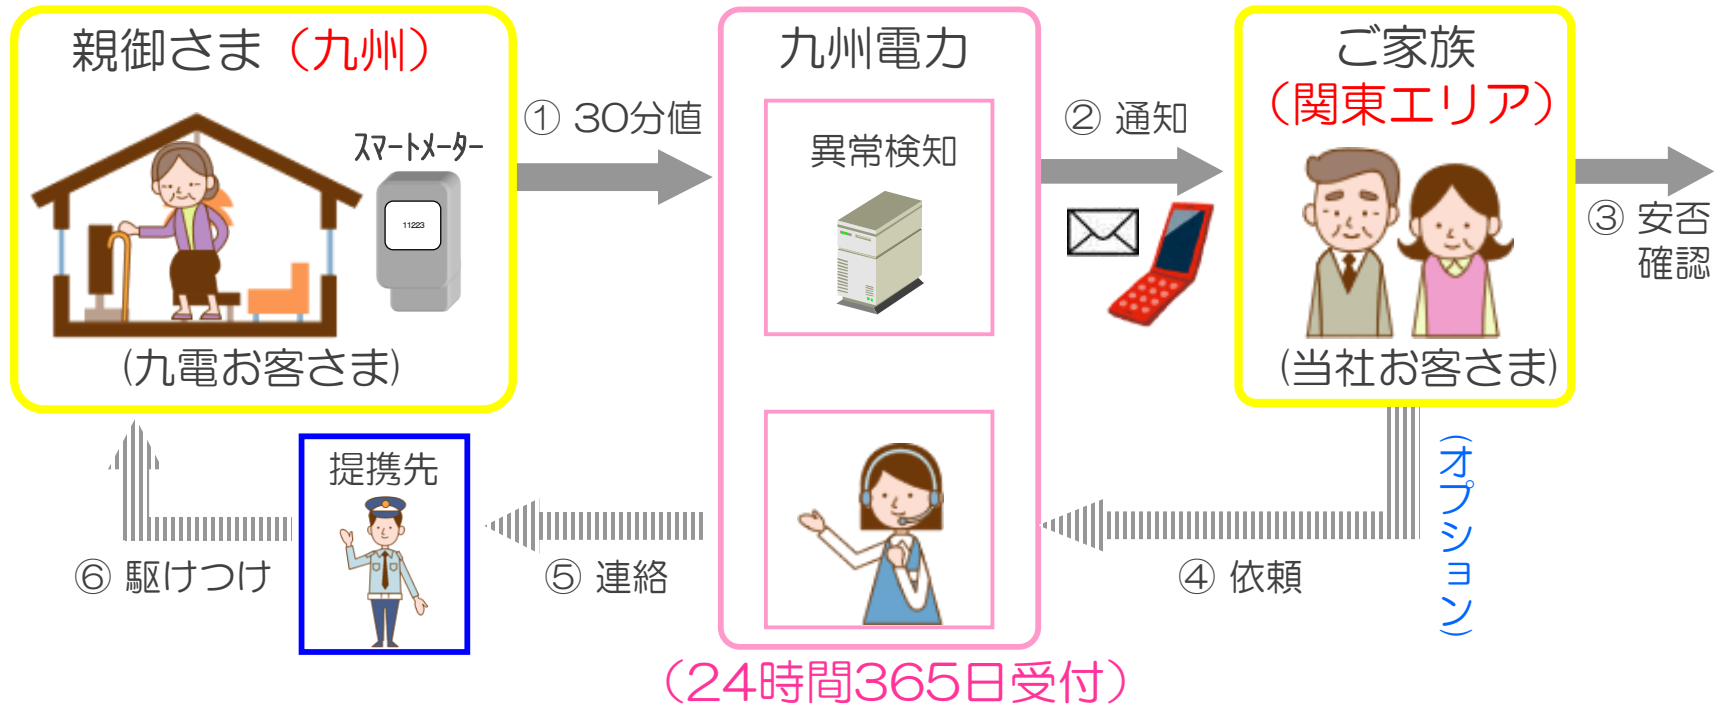 親御さま（九州）
スマートメーター
11223
(九電お客さま)
① 30分値
九州電力
異常検知
② 通知
ご家族
（関東エリア）
(当社お客さま)
③ 安否
確認
（オプション）
④ 依頼
⑤ 連絡
提携先
⑥ 駆けつけ
（24時間365日受付）